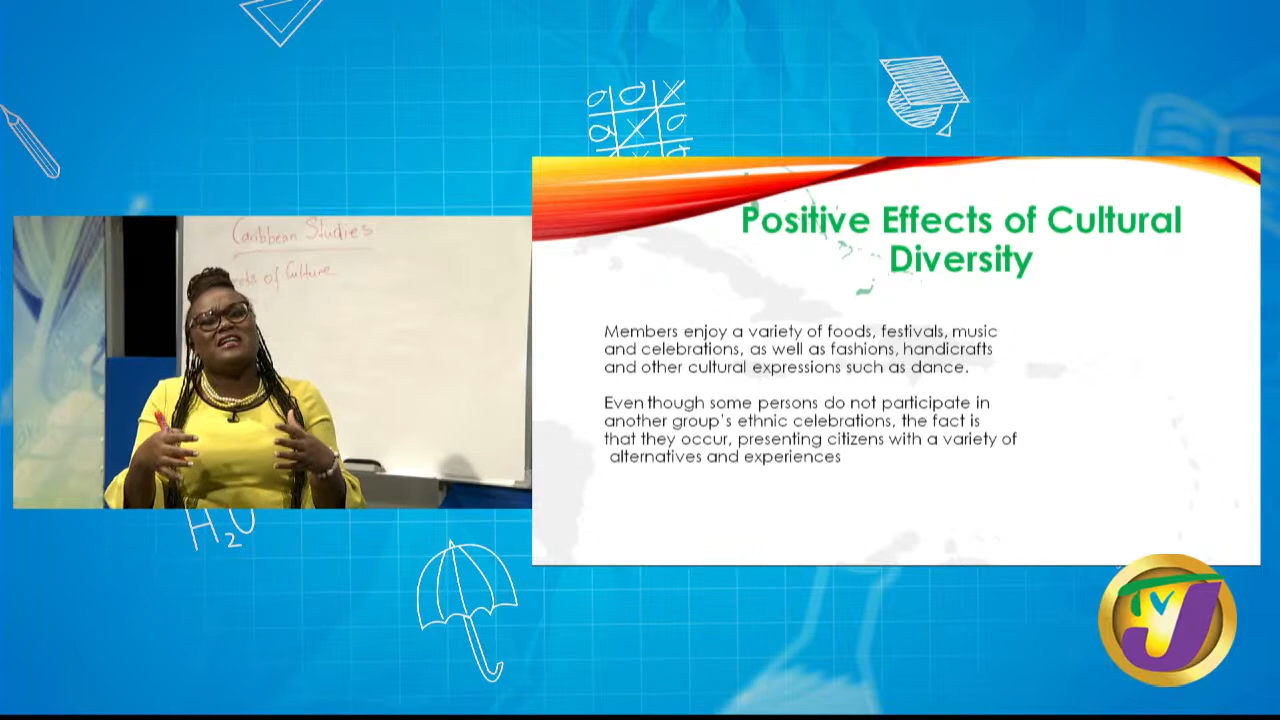 Caribbean Studies
of Culture
Positive Effects of Cultural
Diversity
Members enjoy a variety of foods, festivals, music
and celebrations, as well as fashions, handicrafts
and other cultural expressions such as dance.
Even though some persons do not participate in
another group's ethnic celebrations, the fact is
that they occur, presenting citizens with a variety of
alternatives and experiences
H₂O
TVJ